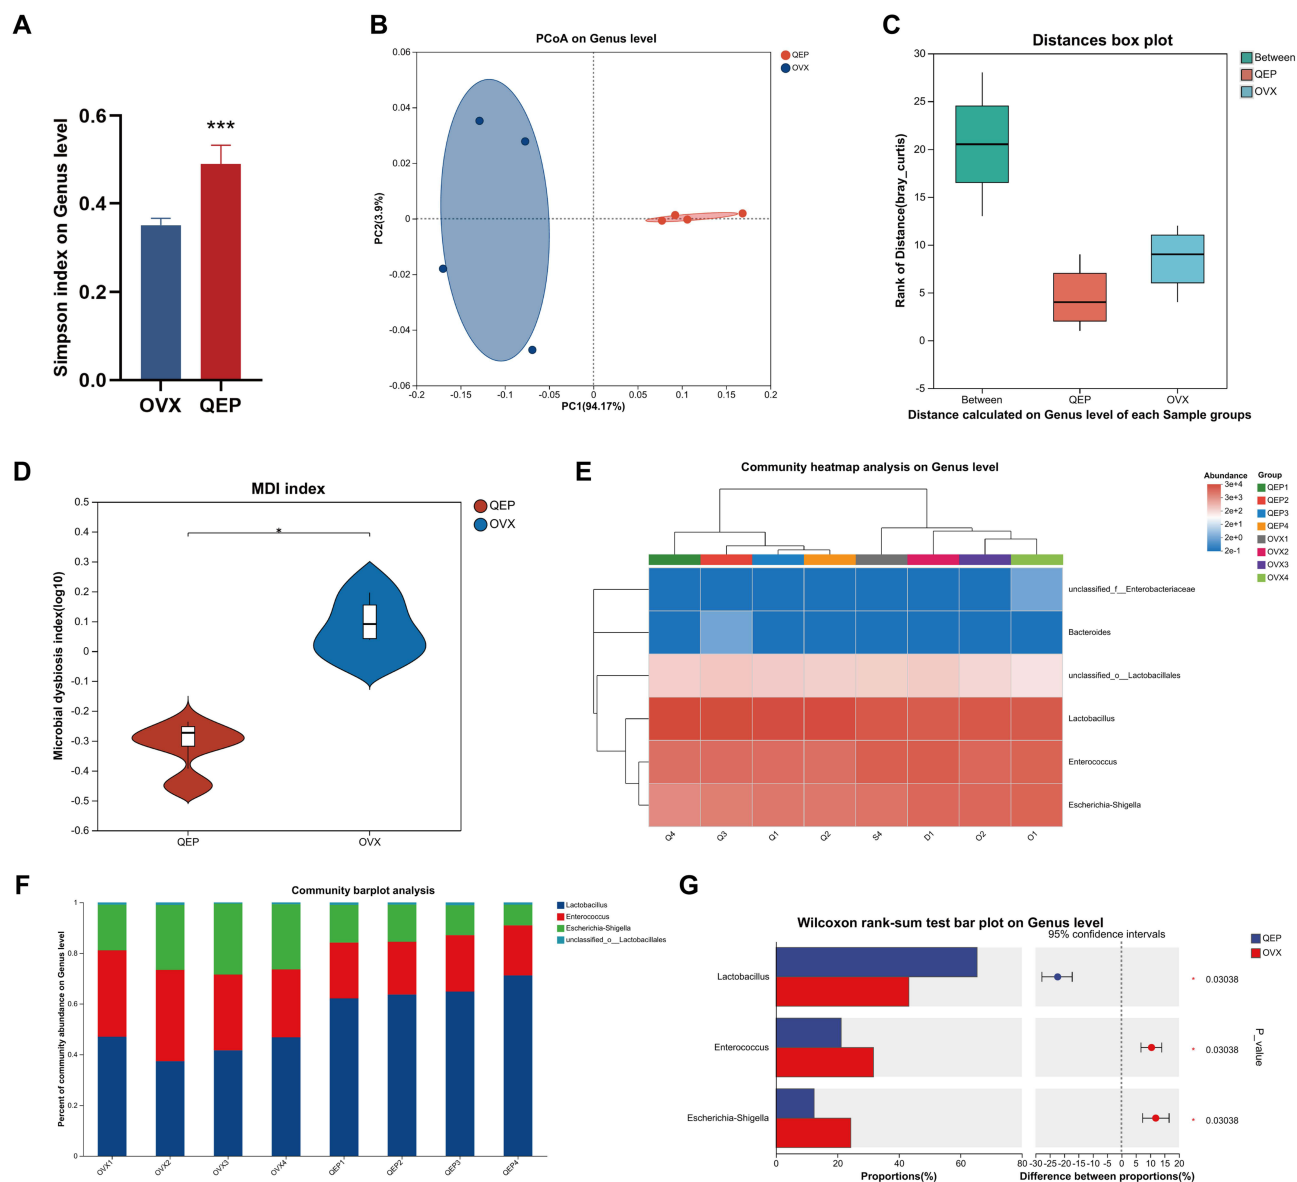 A
Simpson index on Genus level
0.6
0.4
0.2
0.0
***
OVX
QEP
B
PCoA on Genus level
QEP
OVX
PC2(3.9%)
0.06
0.04
0.02
0
-0.02
-0.04
-0.06
-0.2
-0.15
-0.1
-0.05
0
0.05
0.1
0.15
0.2
PC1(94.17%)
C
Distances box plot
Between
QEP
OVX
Rank of Distance(bray_curtis)
30
25
20
15
10
5
0
-5
Between
QEP
OVX
Distance calculated on Genus level of each Sample groups
D
MDI index
QEP
OVX
Microbial dysbiosis index(log10)
0.5
0.4
0.3
0.2
0.1
0
-0.1
-0.2
-0.3
-0.4
-0.5
-0.6
*
QEP
OVX
E
Community heatmap analysis on Genus level
Abundance
3e+4
3e+3
2e+2
2e+1
2e+0
2e-1
Group
QEP1
QEP2
QEP3
QEP4
OVX1
OVX2
OVX3
OVX4
unclassified_f__Enterobacteriaceae
Bacteroides
unclassified_o__Lactobacillales
Lactobacillus
Enterococcus
Escherichia-Shigella
Q4
Q3
Q1
Q2
S4
D1
O2
O1
F
Community barplot analysis
Lactobacillus
Enterococcus
Escherichia-Shigella
unclassified_o__Lactobacillales
Percent of community abundance on Genus level
1
0.8
0.6
0.4
0.2
0
OVX1
OVX2
OVX3
OVX4
QEP1
QEP2
QEP3
QEP4
G
Wilcoxon rank-sum test bar plot on Genus level
95% confidence intervals
QEP
OVX
Lactobacillus
* 0.03038
Enterococcus
* 0.03038
Escherichia-Shigella
* 0.03038
P_value
0
20
40
60
80
Proportions(%)
-30
-25
-20
-15
-10
-5
0
5
10
15
20
Difference between proportions(%)